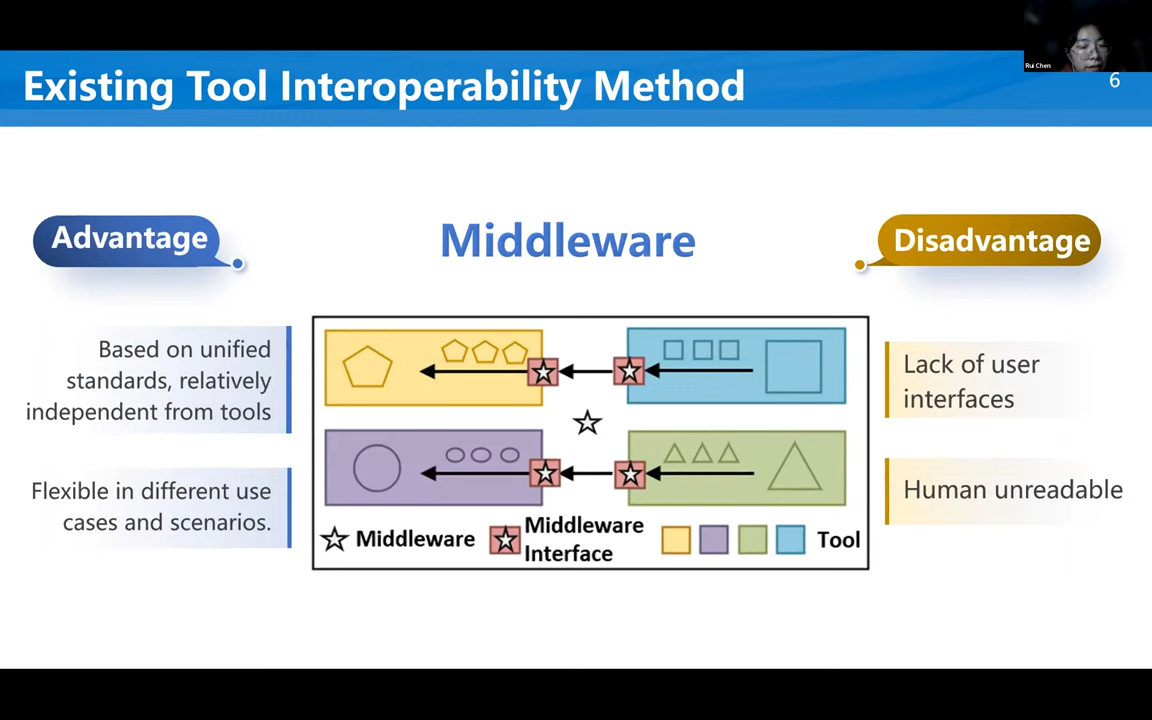 Rui Chen
Existing Tool Interoperability Method
6
Advantage
Middleware
Disadvantage
Based on unified
standards, relatively
independent from tools
Flexible in different use
cases and scenarios.
Lack of user
interfaces
Human unreadable
Middleware
Middleware
Interface
Tool